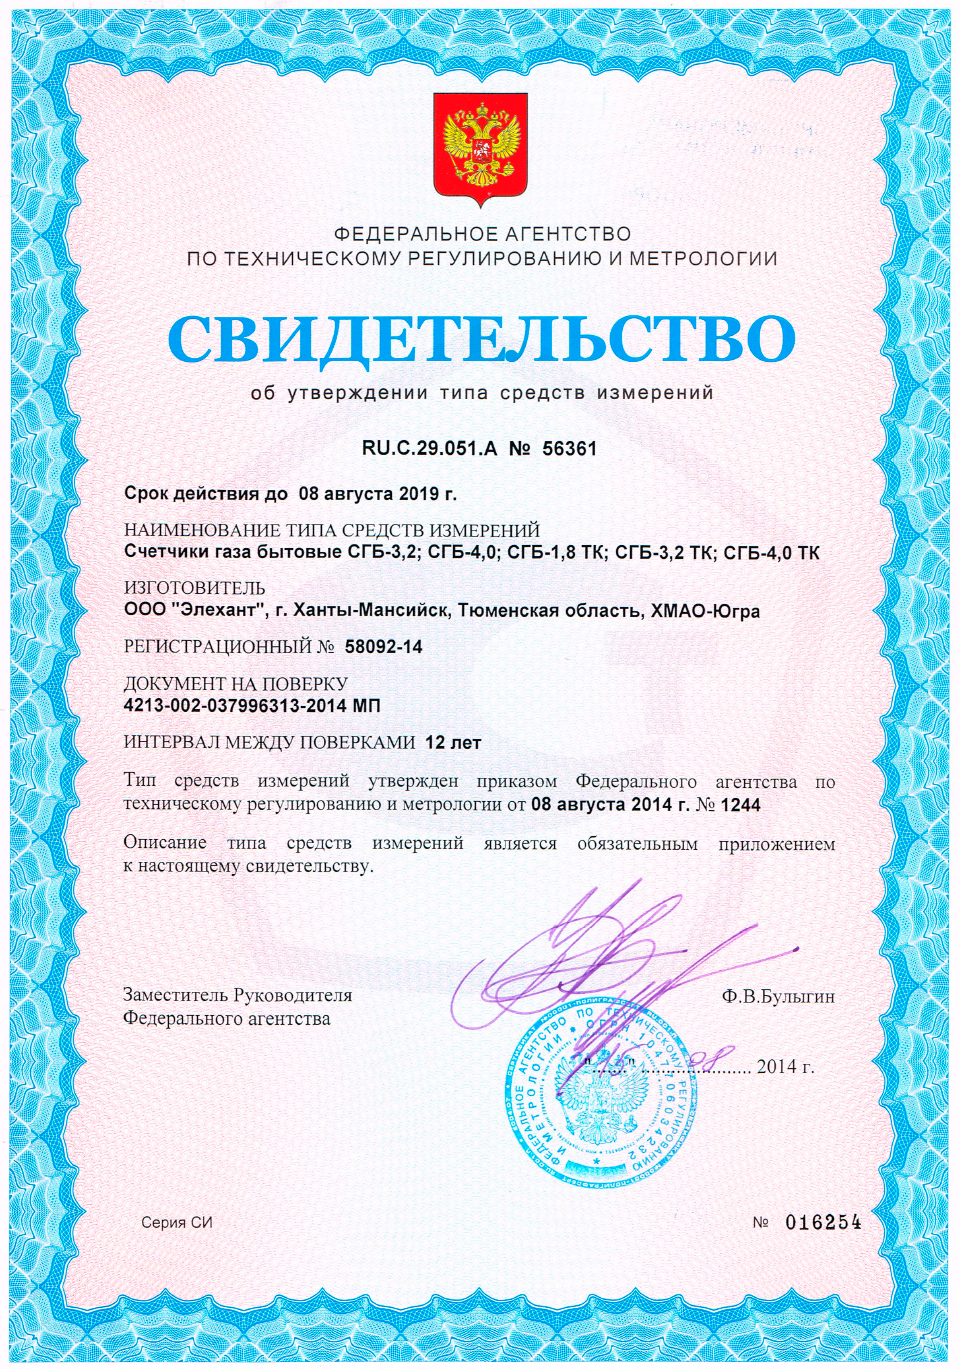 ФЕДЕРАЛЬНОЕ АГЕНТСТВО
ПО ТЕХНИЧЕСКОМУ РЕГУЛИРОВАНИЮ И МЕТРОЛОГИИ
СВИДЕТЕЛЬСТВО
об утверждении типа средств измерений
RU.C.29.051.A № 56361
Срок действия до 08 августа 2019 г.
НАИМЕНОВАНИЕ ТИПА СРЕДСТВ ИЗМЕРЕНИЙ
Счетчики газа бытовые СГБ-3,2; СГБ-4,0; СГБ-1,8 ТК; СГБ-3,2 ТК; СГБ-4,0 ТК
ИЗГОТОВИТЕЛЬ
ООО "Элехант", г. Ханты-Мансийск, Тюменская область, ХМАО-Югра
РЕГИСТРАЦИОННЫЙ № 58092-14
ДОКУМЕНТ НА ПОВЕРКУ
4213-002-037996313-2014 МП
ИНТЕРВАЛ МЕЖДУ ПОВЕРКАМИ 12 лет
Тип средств измерений утвержден приказом Федерального агентства по
техническому регулированию и метрологии от 08 августа 2014 г. № 1244
Описание типа средств измерений является обязательным приложением
к настоящему свидетельству.
Заместитель Руководителя
Ф.В.Булыгин
Федерального агентства
ФЕДЕРАЛЬНОЕ АГЕНТСТВО ПО ТЕХНИЧЕСКОМУ РЕГУЛИРОВАНИЮ
И МЕТРОЛОГИИ * ОГРН 1047706034232
"15" 08 2014 г.
Серия СИ
№ 016254